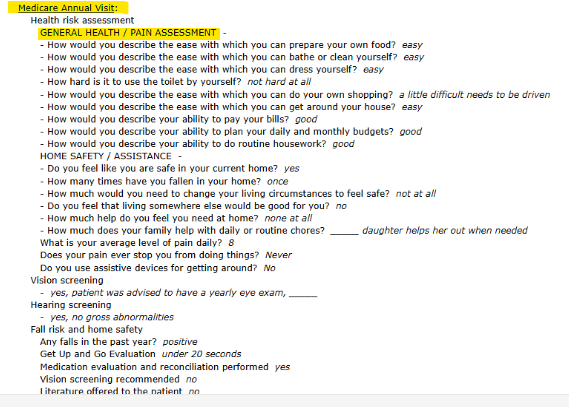 Medicare Annual Visit:
Health risk assessment
GENERAL HEALTH / PAIN ASSESSMENT -
- How would you describe the ease with which you can prepare your own food? easy
- How would you describe the ease with which you can bathe or clean yourself? easy
- How would you describe the ease with which you can dress yourself? easy
- How hard is it to use the toilet by yourself? not hard at all
- How would you describe the ease with which you can do your own shopping? a little difficult needs to be driven
- How would you describe the ease with which you can get around your house? easy
- How would you describe your ability to pay your bills? good
- How would you describe your ability to plan your daily and monthly budgets? good
- How would you describe your ability to do routine housework? good
HOME SAFETY / ASSISTANCE -
- Do you feel like you are safe in your current home? yes
- How many times have you fallen in your home? once
- How much would you need to change your living circumstances to feel safe? not at all
- Do you feel that living somewhere else would be good for you? no
- How much help do you feel you need at home? none at all
- How much does your family help with daily or routine chores? _____ daughter helps her out when needed
What is your average level of pain daily? 8
Does your pain ever stop you from doing things? Never
Do you use assistive devices for getting around? No
Vision screening
- yes, patient was advised to have a yearly eye exam, _____
Hearing screening
- yes, no gross abnormalities
Fall risk and home safety
Any falls in the past year? positive
Get Up and Go Evaluation under 20 seconds
Medication evaluation and reconciliation performed yes
Vision screening recommended no
Literature offered to the patient no